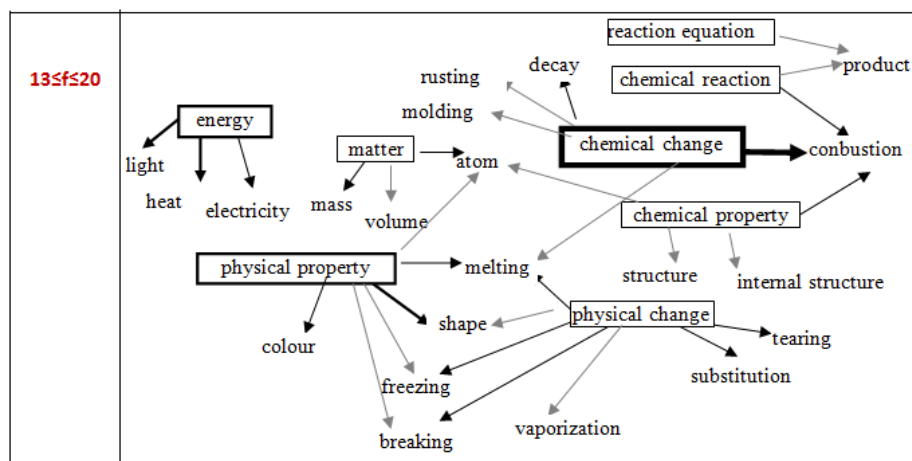 13≤f≤20
reaction equation
product
chemical reaction
decay
rusting
molding
energy
chemical change
conbustion
matter
atom
light
heat
electricity
mass
volume
chemical property
physical property
melting
structure
internal structure
physical change
shape
tearing
colour
substitution
freezing
vaporization
breaking